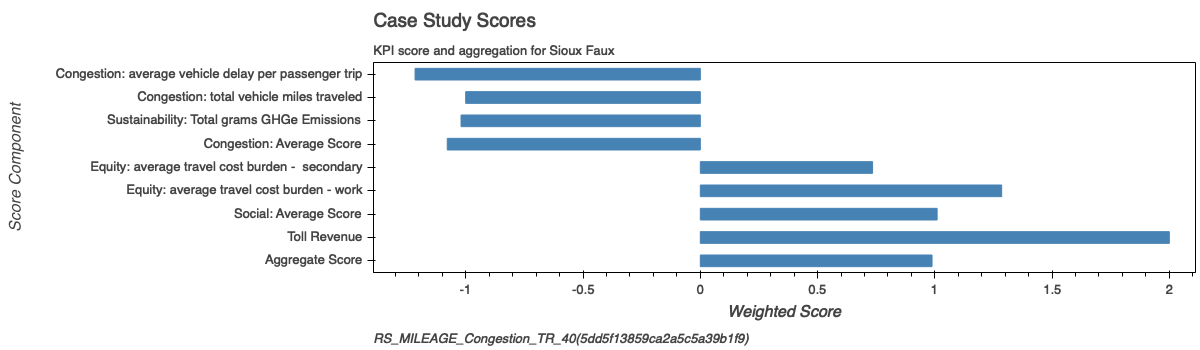 Case Study Scores
KPI score and aggregation for Sioux Faux
Score Component
Congestion: average vehicle delay per passenger trip
Congestion: total vehicle miles traveled
Sustainability: Total grams GHGe Emissions
Congestion: Average Score
Equity: average travel cost burden -  secondary
Equity: average travel cost burden - work
Social: Average Score
Toll Revenue
Aggregate Score
-1 -0.5 0 0.5 1 1.5 2
Weighted Score
RS_MILEAGE_Congestion_TR_40(5dd5f13859ca2a5c5a39b1f9)